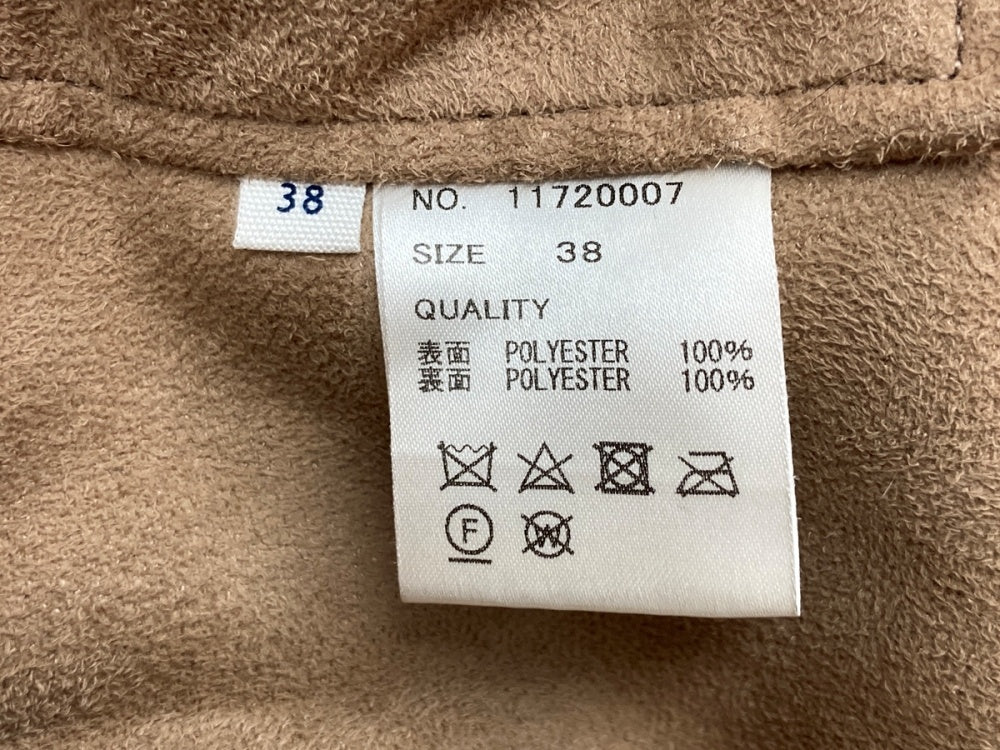 38
NO. 11720007
SIZE 38
QUALITY
表面 POLYESTER 100%
裏面 POLYESTER 100%
F
W